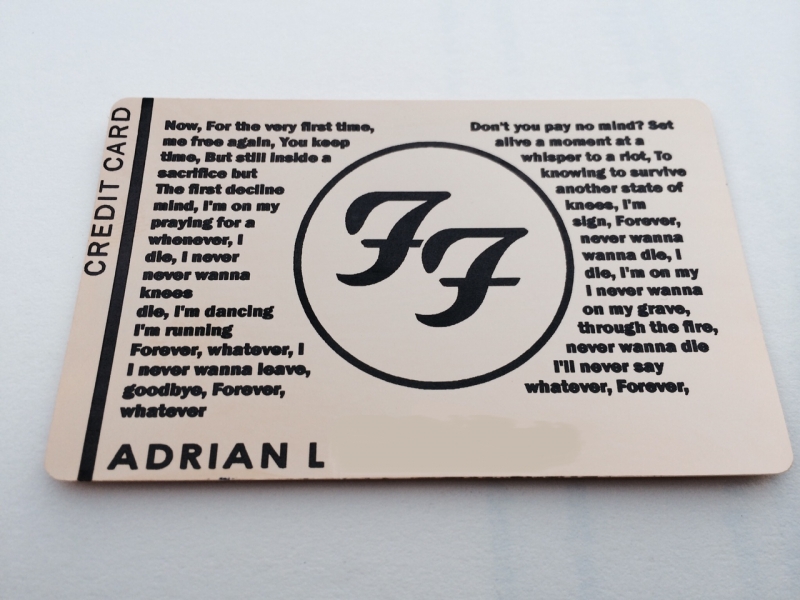 CREDIT CARD
Now, For the very first time,
me free again, You keep
time, But still inside a
sacrifice but
The first decline
mind, I'm on my
praying for a
whenever, I
die, I never
never wanna
knees
die, I'm dancing
I'm running
Forever, whatever, I
I never wanna leave,
goodbye, Forever,
whatever
FF
Don't you pay no mind? Set
alive a moment at a
whisper to a riot, To
knowing to survive
another state of
knees, I'm
sign, Forever,
never wanna
wanna die, I
die, I'm on my
I never wanna
on my grave,
through the fire,
never wanna die
I'll never say
whatever, Forever,
ADRIAN L